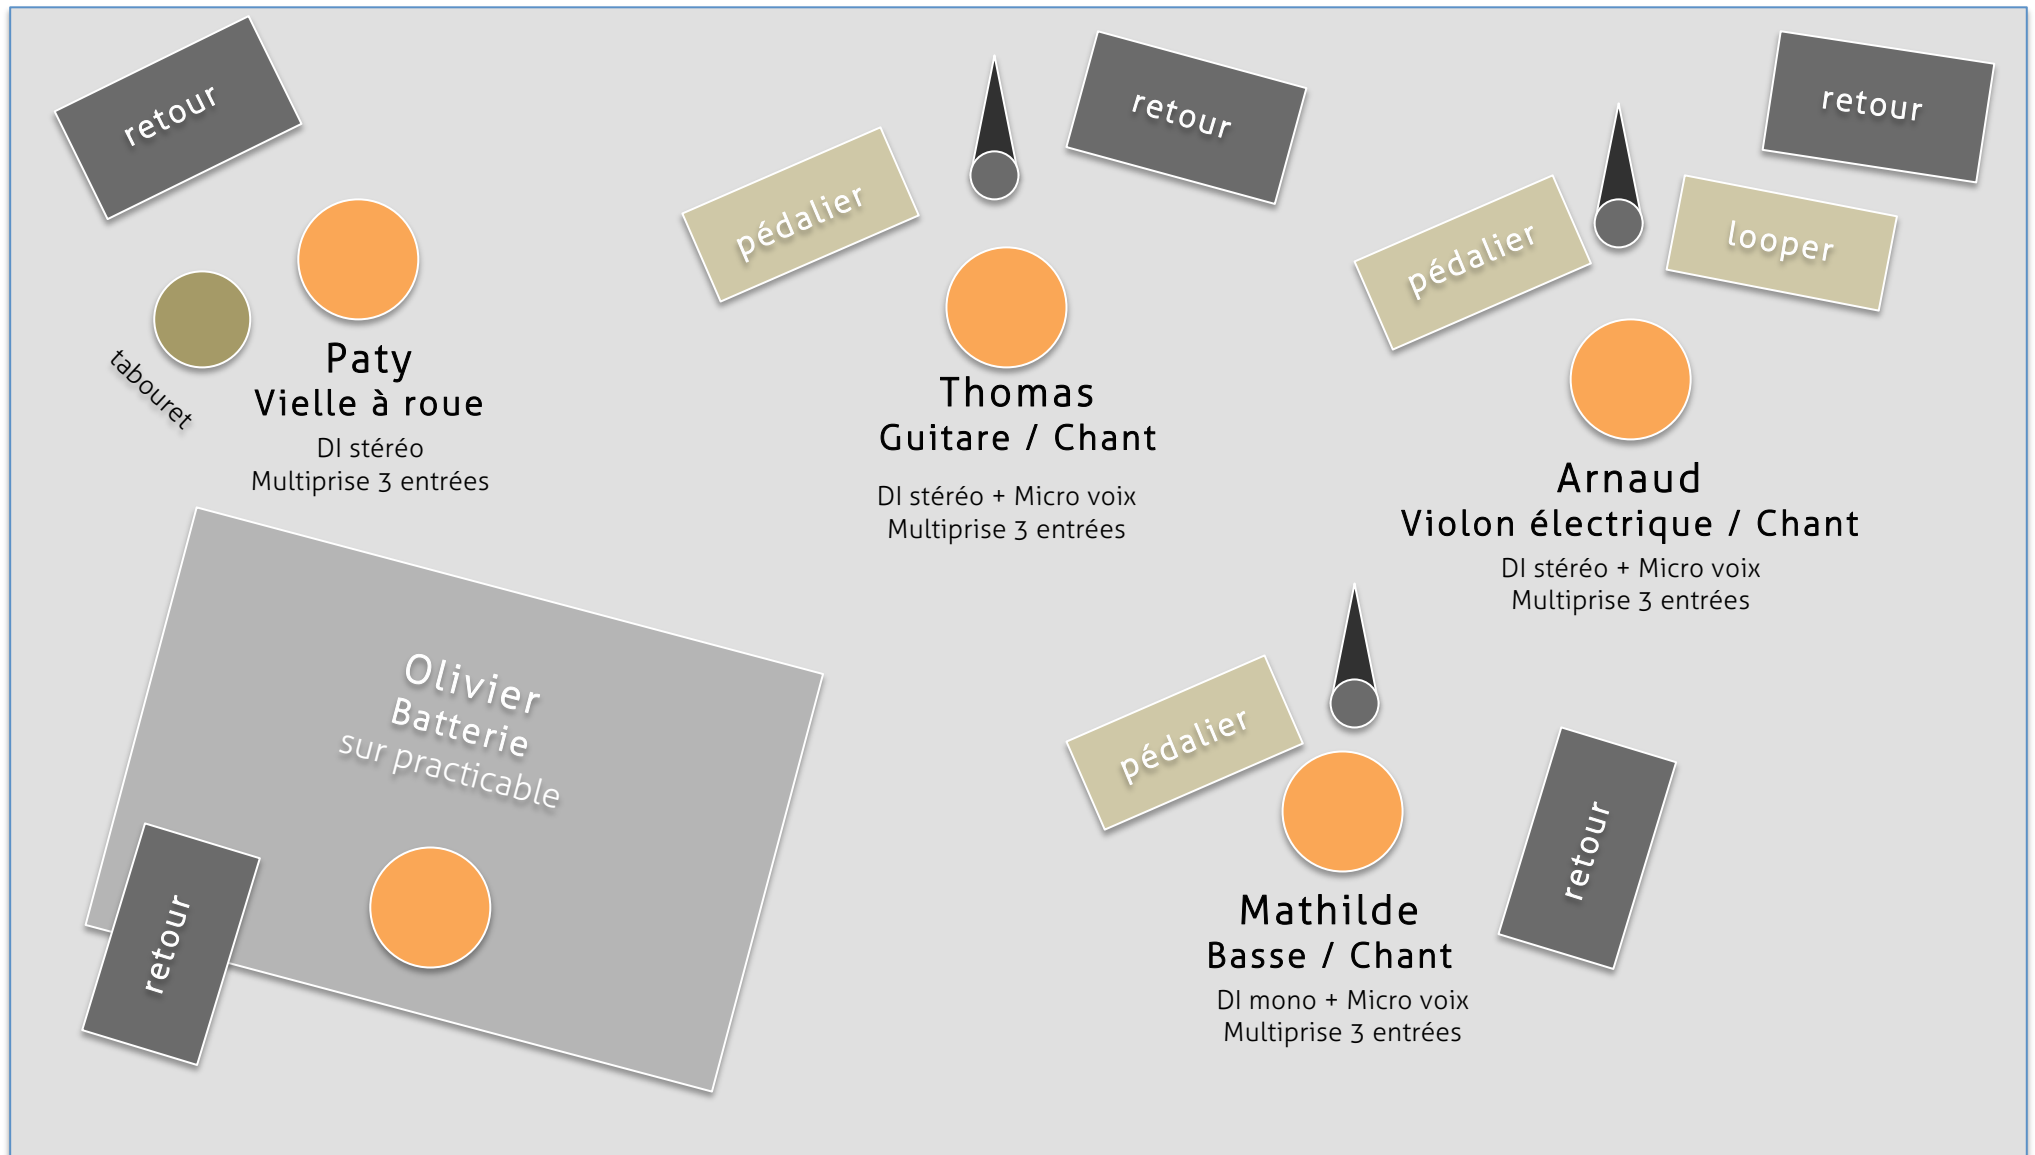 retour
tabouret
Paty
Vielle à roue
DI stéréo
Multiprise 3 entrées
pédalier
retour
Thomas
Guitare / Chant
DI stéréo + Micro voix
Multiprise 3 entrées
pédalier
looper
retour
Arnaud
Violon électrique / Chant
DI stéréo + Micro voix
Multiprise 3 entrées
Olivier
Batterie
sur practicable
retour
pédalier
retour
Mathilde
Basse / Chant
DI mono + Micro voix
Multiprise 3 entrées